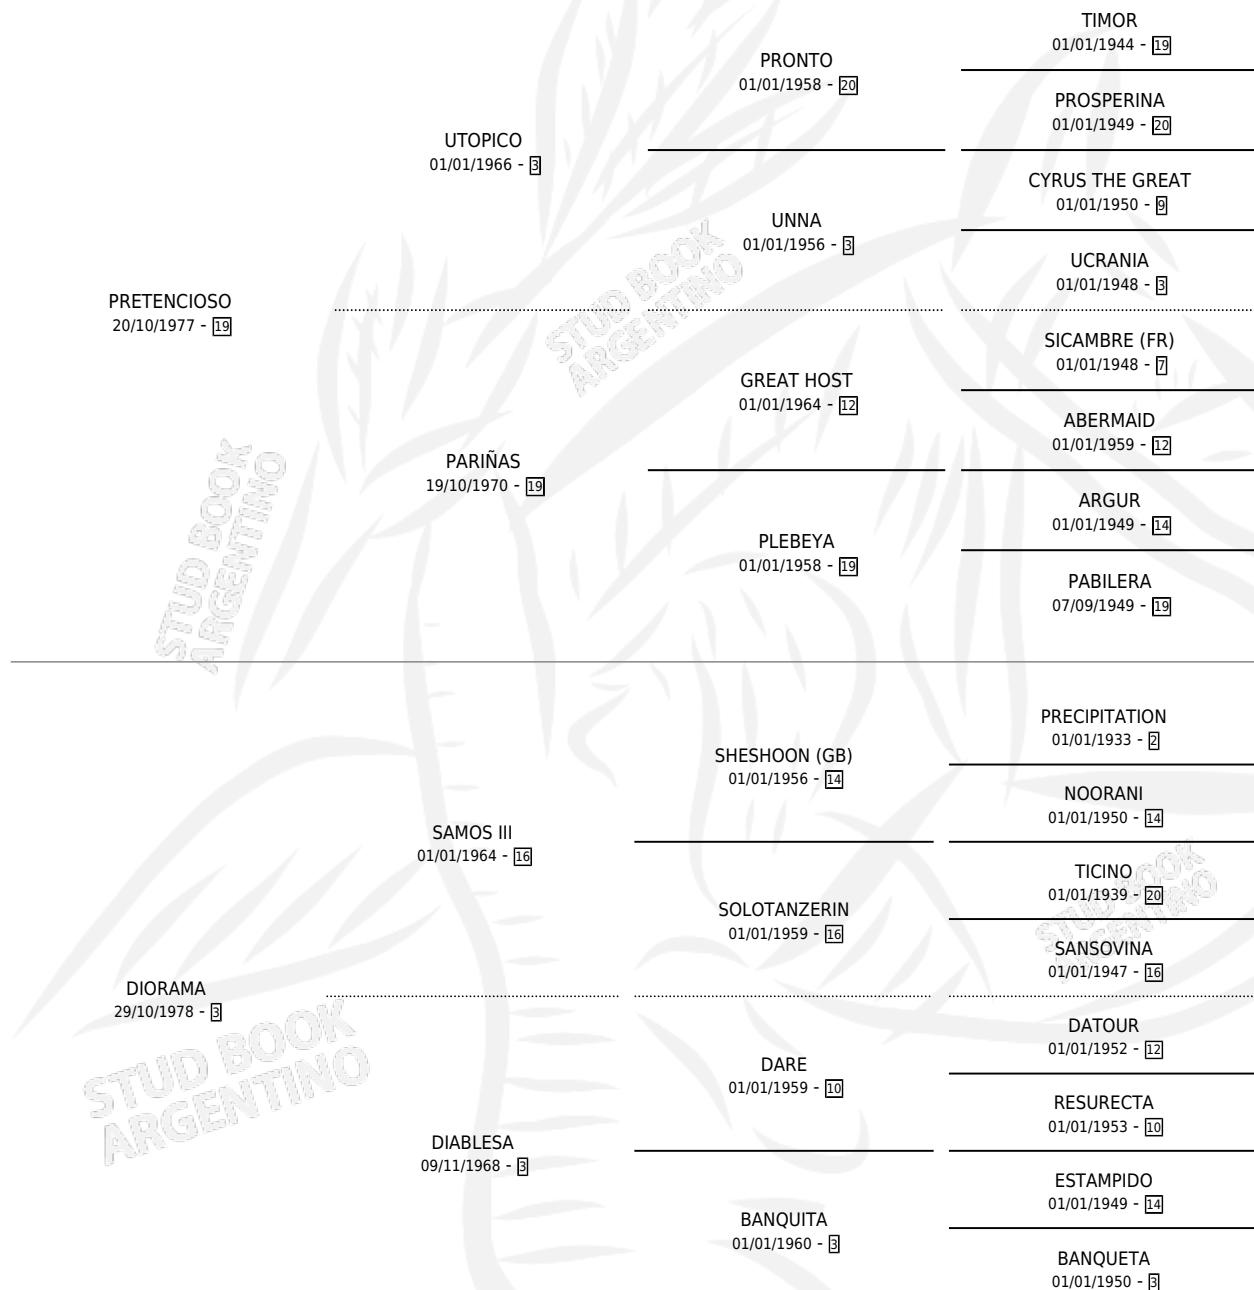 TIMOR
01/01/1944 - 19
PRONTO
01/01/1958 - 20
PROSPERINA
01/01/1949 - 20
UTOPICO
01/01/1966 - 3
CYRUS THE GREAT
01/01/1950 - 9
UNNA
01/01/1956 - 3
UCRANIA
01/01/1948 - 3
PRETENCIOSO
20/10/1977 - 19
SICAMBRE (FR)
01/01/1948 - 7
GREAT HOST
01/01/1964 - 12
ABERMAID
01/01/1959 - 12
PARIÑAS
19/10/1970 - 19
ARGUR
01/01/1949 - 14
PLEBEYA
01/01/1958 - 19
PABILERA
07/09/1949 - 19
PRECIPITATION
01/01/1933 - 2
SHESHOON (GB)
01/01/1956 - 14
NOORANI
01/01/1950 - 14
SAMOS III
01/01/1964 - 16
TICINO
01/01/1939 - 20
SOLOTANZERIN
01/01/1959 - 16
SANSOVINA
01/01/1947 - 16
DIORAMA
29/10/1978 - 3
DATOUR
01/01/1952 - 12
DARE
01/01/1959 - 10
RESURECTA
01/01/1953 - 10
DIABLESA
09/11/1968 - 3
ESTAMPIDO
01/01/1949 - 14
BANQUITA
01/01/1960 - 3
BANQUETA
01/01/1950 - 3
STUD BOOK
ARGENTINO
STUD BOOK
ARGENTINO
STUD BOOK
ARGENTINO
STUD BOOK
ARGENTINO